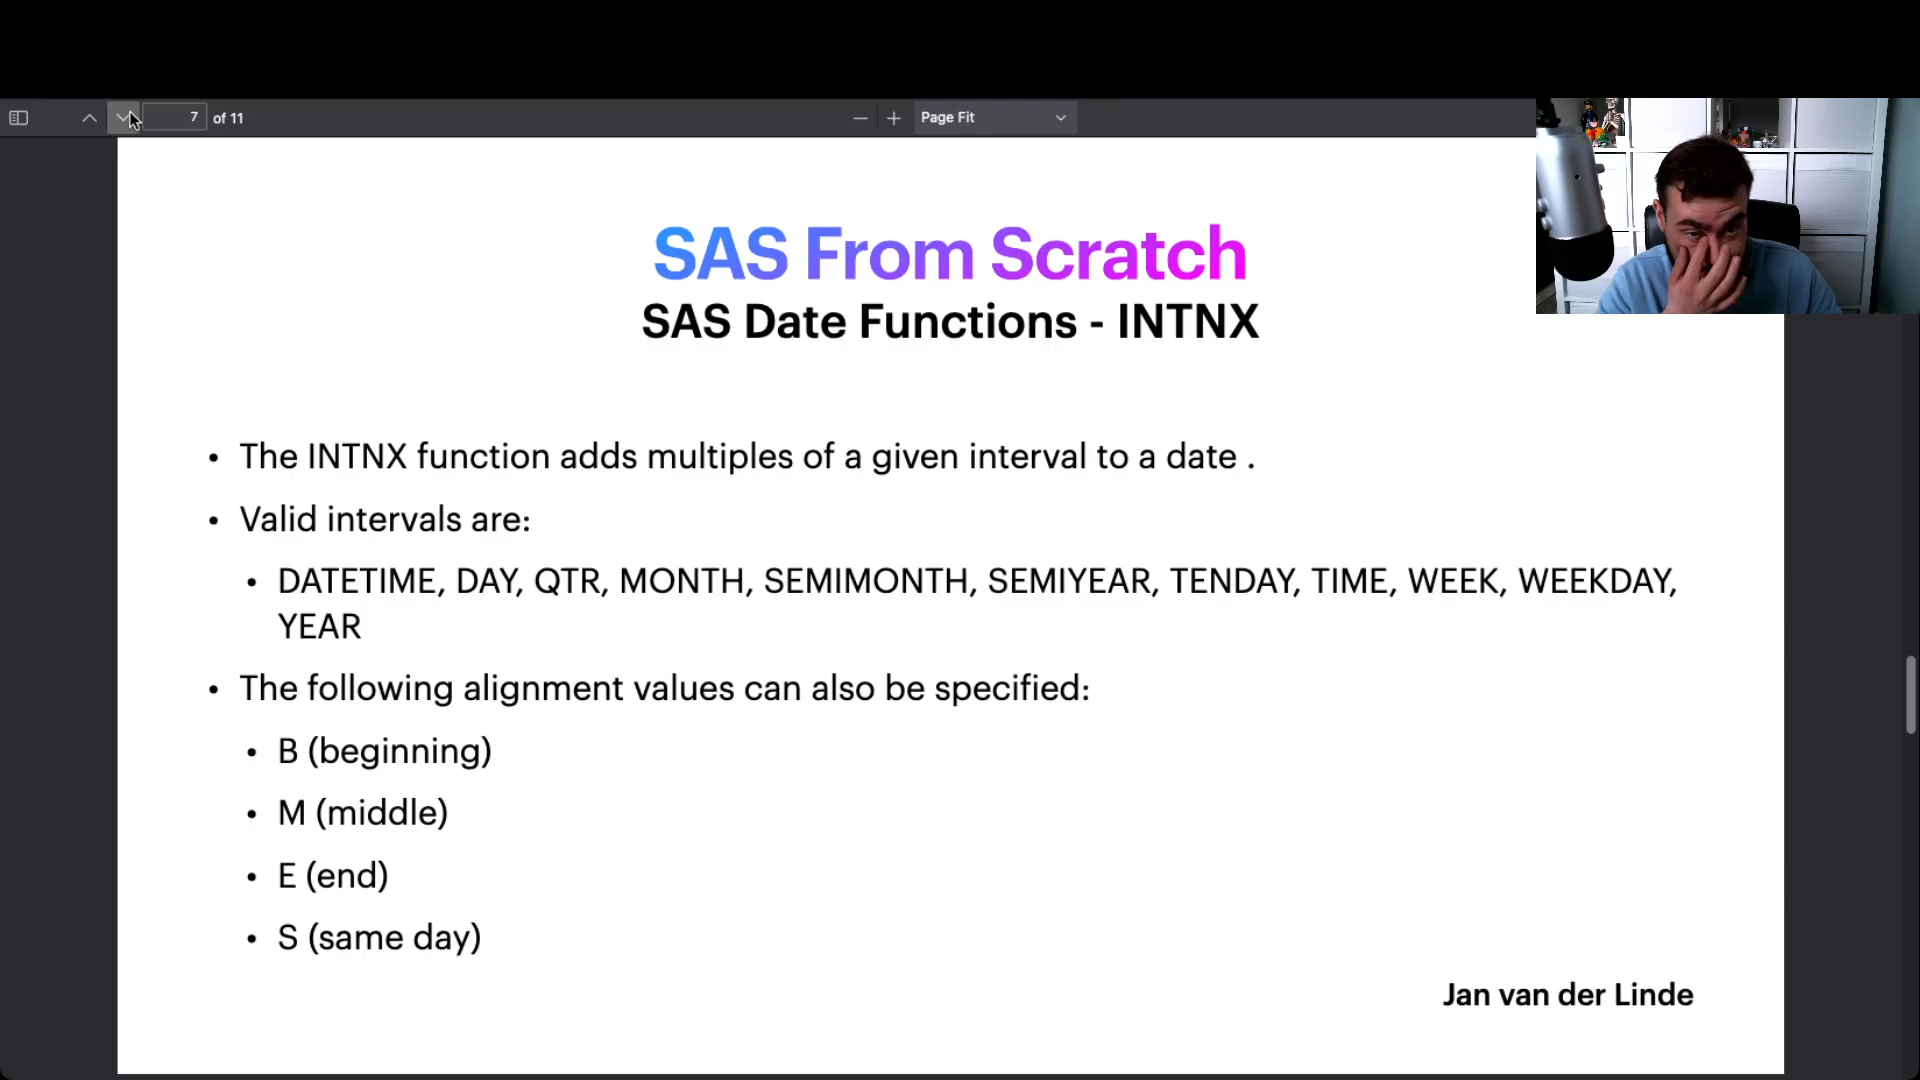 7 of 11
Page Fit
SAS From Scratch
SAS Date Functions - INTNX
• The INTNX function adds multiples of a given interval to a date .
• Valid intervals are:
• DATETIME, DAY, QTR, MONTH, SEMIMONTH, SEMIYEAR, TENDAY, TIME, WEEK, WEEKDAY,
YEAR
• The following alignment values can also be specified:
• B (beginning)
• M (middle)
• E (end)
• S (same day)
Jan van der Linde